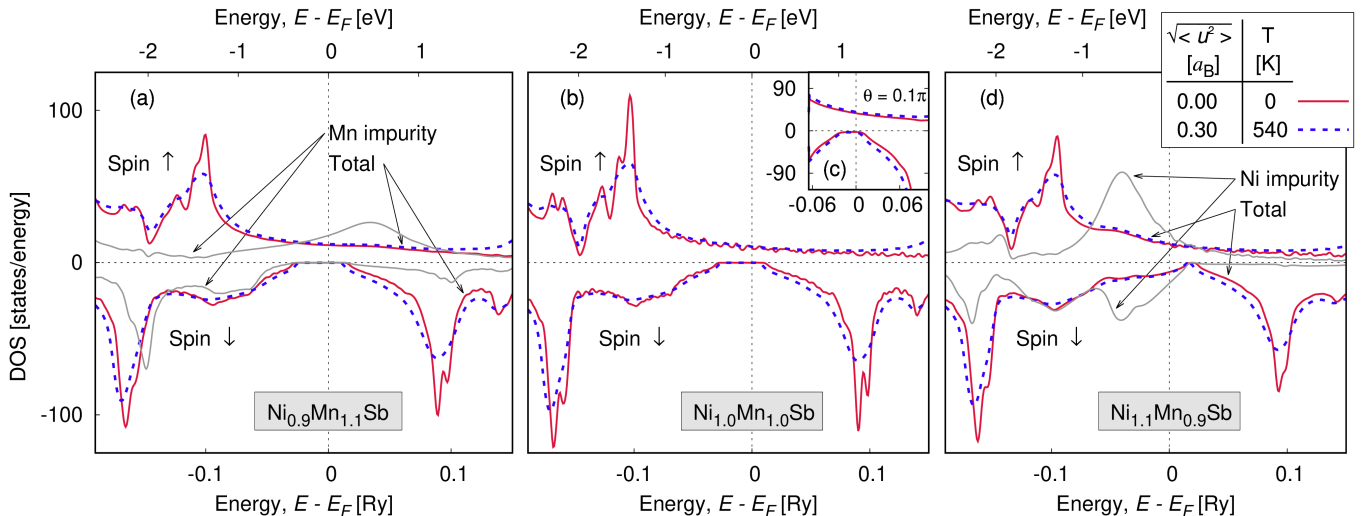 Energy, E - E_F [eV]
Energy, E - E_F [eV]
Energy, E - E_F [eV]
-2 -1 0 1
-2 -1 0 1
-2 -1 0 1
√< u² > T
[a_B] [K]
0.00 0
0.30 540
DOS [states/energy]
100
50
0
-50
-100
(a)
Spin ↑
Mn impurity
Total
Spin ↓
Ni0.9Mn1.1Sb
(b)
Spin ↑
Spin ↓
Ni1.0Mn1.0Sb
90
0
-90
θ = 0.1π
(c)
-0.06 0 0.06
(d)
Spin ↑
Ni impurity
Total
Spin ↓
Ni1.1Mn0.9Sb
-0.1 0 0.1
-0.1 0 0.1
-0.1 0 0.1
Energy, E - E_F [Ry]
Energy, E - E_F [Ry]
Energy, E - E_F [Ry]